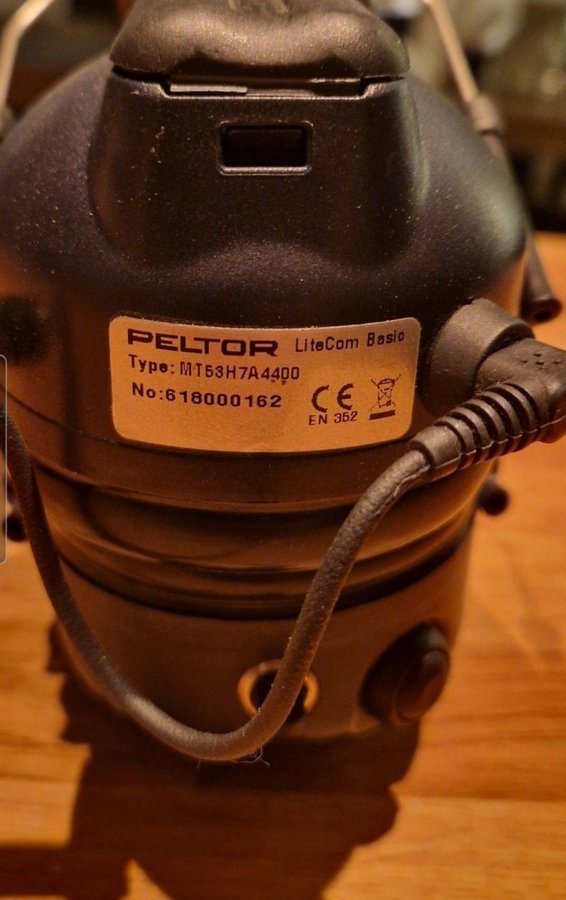 PELTOR LiteCom Basic
Type: MT53H7A4400
No:618000162
CE
EN 352